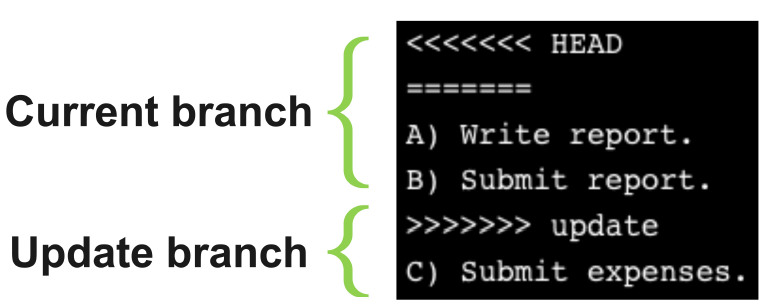 Current branch
Update branch
<<<<<<< HEAD
=======
A) Write report.
B) Submit report.
>>>>>>> update
C) Submit expenses.